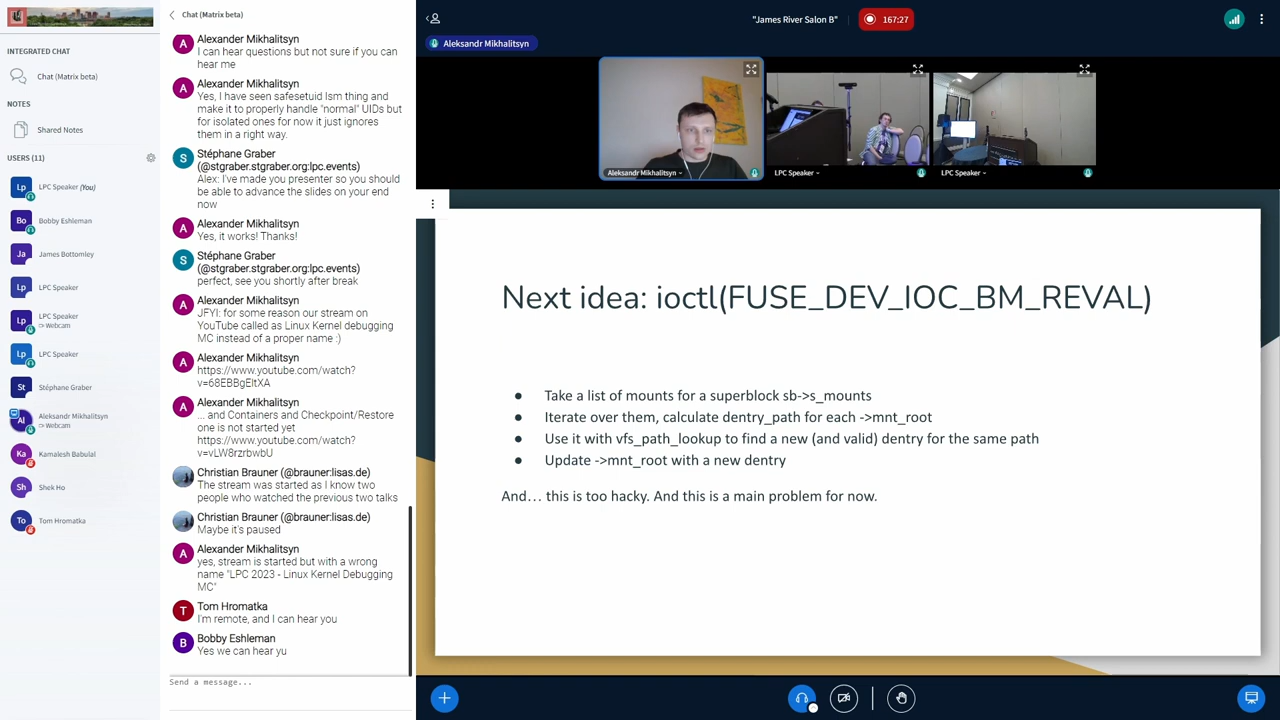 INTEGRATED CHAT
Chat (Matrix beta)
NOTES
Shared Notes
USERS (11)
Lp
LPC Speaker (You)
Bo
Bobby Eshleman
Ja
James Bottomley
Lp
LPC Speaker
Lp
LPC Speaker
Webcam
Lp
LPC Speaker
St
Stéphane Graber
Al
Aleksandr Mikhalitsyn
Webcam
Ka
Kamalesh Babulal
Sh
Shek Ho
To
Tom Hromatka
Chat (Matrix beta)
A
Alexander Mikhalitsyn
I can hear questions but not sure if you can
hear me
A
Alexander Mikhalitsyn
Yes, I have seen safesetuid lsm thing and
make it to properly handle "normal" UIDs but
for isolated ones for now it just ignores
them in a right way.
S
Stéphane Graber
(@stgraber.stgraber.org:lpc.events)
Alex: I've made you presenter so you should
be able to advance the slides on your end
now
A
Alexander Mikhalitsyn
Yes, it works! Thanks!
S
Stéphane Graber
(@stgraber.stgraber.org:lpc.events)
perfect, see you shortly after break
A
Alexander Mikhalitsyn
JFYI: for some reason our stream on
YouTube called as Linux Kernel debugging
MC instead of a proper name :)
A
Alexander Mikhalitsyn
https://www.youtube.com/watch?
v=68EBBgEltXA
A
Alexander Mikhalitsyn
... and Containers and Checkpoint/Restore
one is not started yet
https://www.youtube.com/watch?
v=vLW8rzrbwbU
Christian Brauner (@brauner:lisas.de)
The stream was started as I know two
people who watched the previous two talks
Christian Brauner (@brauner:lisas.de)
Maybe it's paused
A
Alexander Mikhalitsyn
yes, stream is started but with a wrong
name "LPC 2023 - Linux Kernel Debugging
MC"
T
Tom Hromatka
I'm remote, and I can hear you
B
Bobby Eshleman
Yes we can hear yu
Send a message...
"James River Salon B"
167:27
Aleksandr Mikhalitsyn
Aleksandr Mikhalitsyn
LPC Speaker
LPC Speaker
Next idea: ioctl(FUSE_DEV_IOC_BM_REVAL)
● Take a list of mounts for a superblock sb->s_mounts
● Iterate over them, calculate dentry_path for each ->mnt_root
● Use it with vfs_path_lookup to find a new (and valid) dentry for the same path
● Update ->mnt_root with a new dentry
And... this is too hacky. And this is a main problem for now.